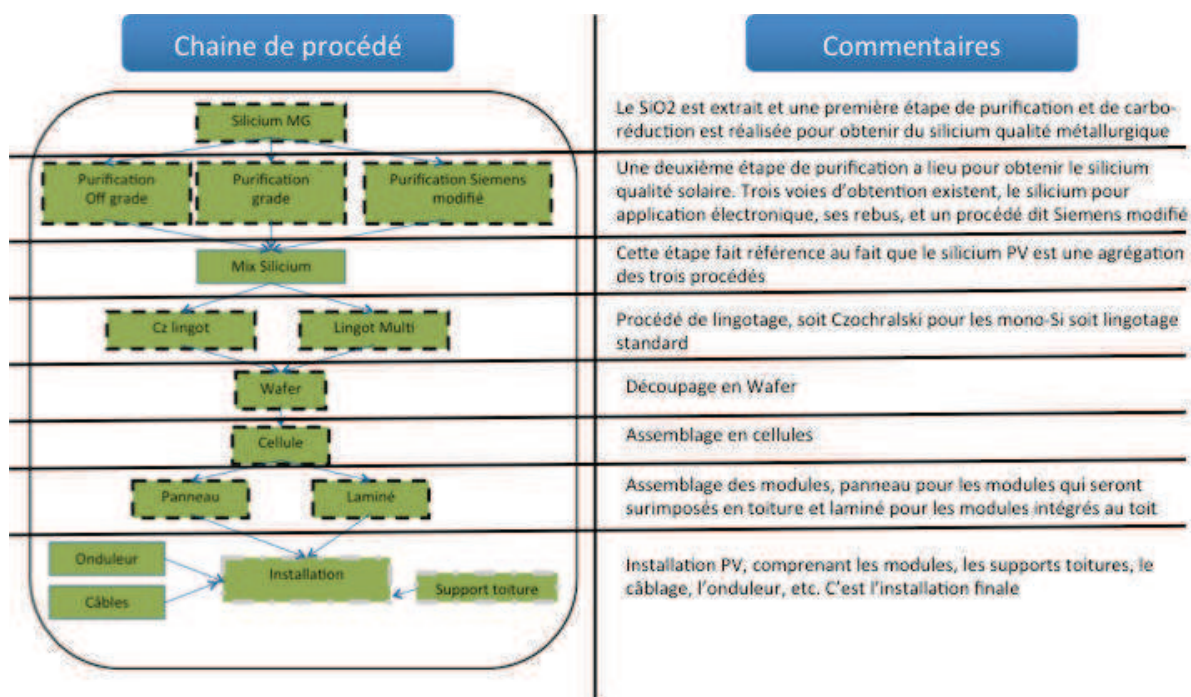 Chaine de procédé
Commentaires
Silicium MG
Le SiO2 est extrait et une première étape de purification et de carbo-
réduction est réalisée pour obtenir du silicium qualité métallurgique
Purification
Off grade
Purification
grade
Purification Siemens
modifié
Une deuxième étape de purification a lieu pour obtenir le silicium
qualité solaire. Trois voies d'obtention existent, le silicium pour
application électronique, ses rebus, et un procédé dit Siemens modifié
Mix Silicium
Cette étape fait référence au fait que le silicium PV est une agrégation
des trois procédés
Cz lingot
Lingot Multi
Procédé de lingotage, soit Czochralski pour les mono-Si soit lingotage
standard
Wafer
Découpage en Wafer
Cellule
Assemblage en cellules
Panneau
Laminé
Assemblage des modules, panneau pour les modules qui seront
surimposés en toiture et laminé pour les modules intégrés au toit
Onduleur
Câbles
Installation
Support toiture
Installation PV, comprenant les modules, les supports toitures, le
câblage, l'onduleur, etc. C'est l'installation finale